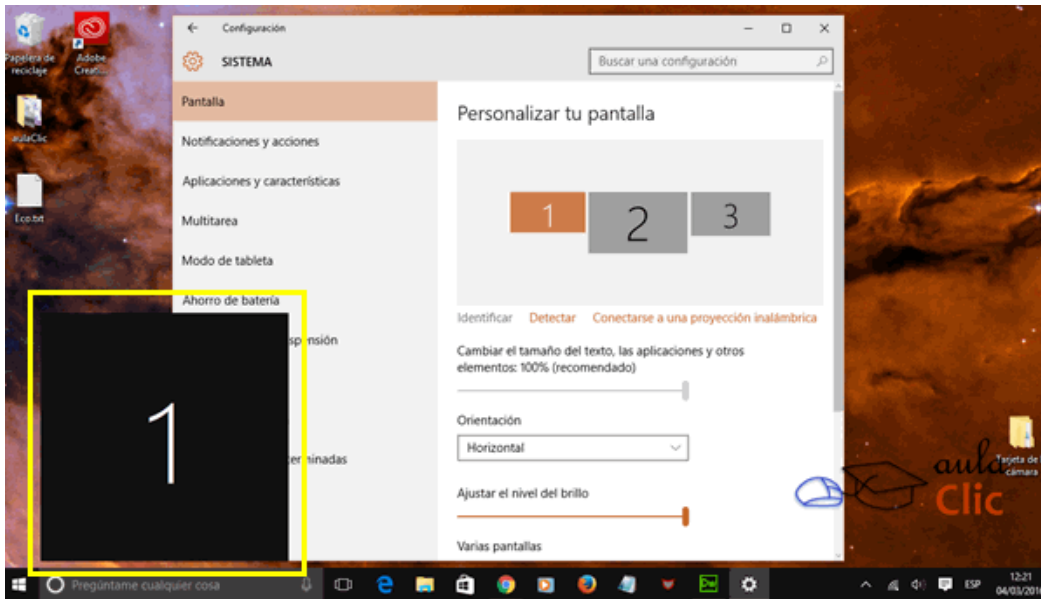 Papelera de
reciclaje
Adobe
Creati...
aulaClic
Eco.txt
Configuración
SISTEMA
Buscar una configuración
Pantalla
Notificaciones y acciones
Aplicaciones y características
Multitarea
Modo de tableta
Ahorro de batería
spensión
erminadas
1
Personalizar tu pantalla
1
2
3
Identificar Detectar Conectarse a una proyección inalámbrica
Cambiar el tamaño del texto, las aplicaciones y otros
elementos: 100% (recomendado)
Orientación
Horizontal
Ajustar el nivel del brillo
Varias pantallas
Tarjeta de
cámara
aula
Clic
Pregúntame cualquier cosa
Dw
ESP
12:21
04/03/2016